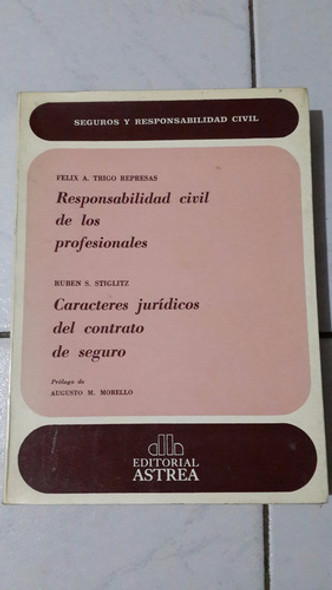 SEGUROS Y RESPONSABILIDAD CIVIL
FELIX A. TRIGO REPRESAS
Responsabilidad civil
de los
profesionales
RUBEN S. STIGLITZ
Caracteres jurídicos
del contrato
de seguro
Prólogo de
AUGUSTO M. MORELLO
EDITORIAL
ASTREA